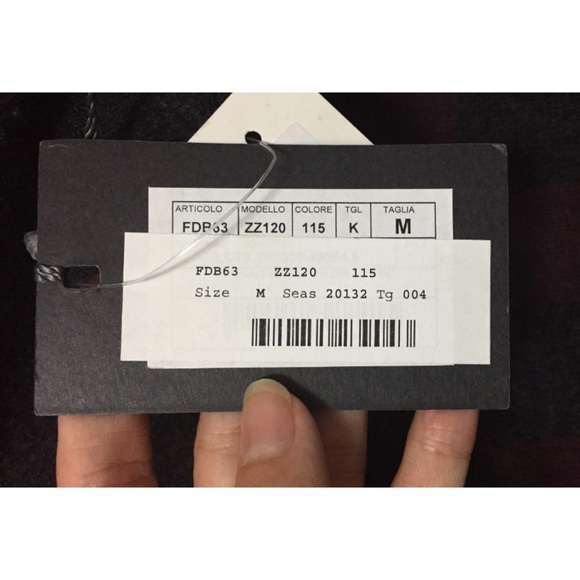 ARTICOLO MODELLO COLORE TGL TAGLIA
FDB63 ZZ120 115 K M
FDB63 ZZ120 115
Size M Seas 20132 Tg 004